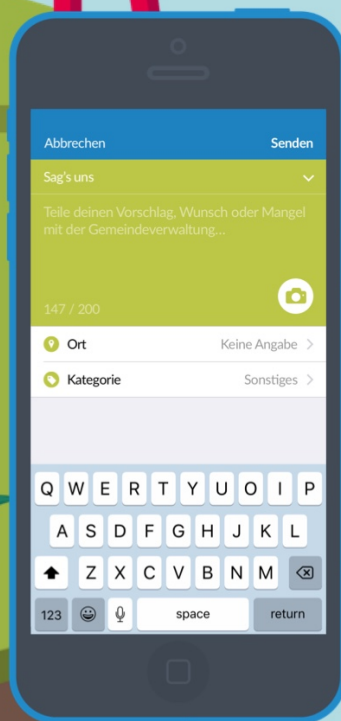 Abbrechen Senden
Sag's uns
Teile deinen Vorschlag, Wunsch oder Mangel
mit der Gemeindeverwaltung...
147 / 200
Ort Keine Angabe
Kategorie Sonstiges
Q W E R T Y U O I P
A S D F G H J K L
Z X C V B N M
123 space return